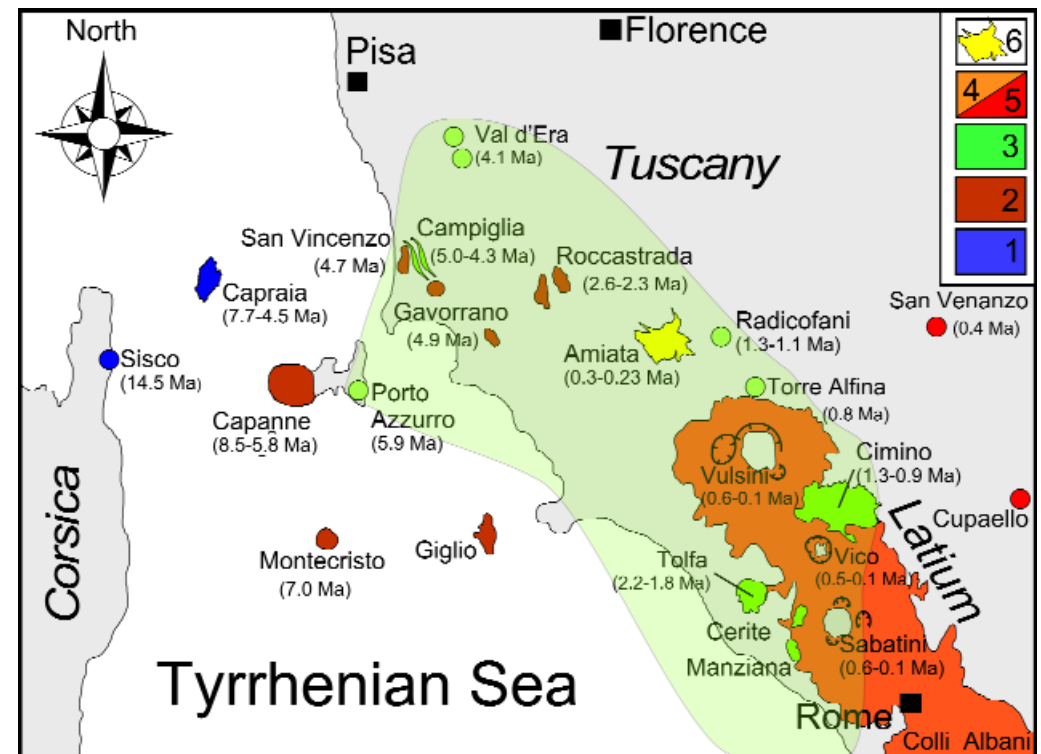 North
Pisa
Florence
6
4
5
3
2
1
Val d'Era
(4.1 Ma)
Tuscany
San Vincenzo
(4.7 Ma)
Campiglia
(5.0-4.3 Ma)
Roccastrada
(2.6-2.3 Ma)
Capraia
(7.7-4.5 Ma)
Gavorrano
(4.9 Ma)
San Venanzo
(0.4 Ma)
Radicofani
(1.3-1.1 Ma)
Amiata
(0.3-0.23 Ma)
Sisco
(14.5 Ma)
Porto
Azzurro
(5.9 Ma)
Torre Alfina
(0.8 Ma)
Capanne
(8.5-5.8 Ma)
Cimino
(1.3-0.9 Ma)
Vulsini
(0.6-0.1 Ma)
Cupaello
Corsica
Latium
Montecristo
(7.0 Ma)
Giglio
Tolfa
(2.2-1.8 Ma)
Vico
(0.5-0.1 Ma)
Cerite
Manziana
Sabatini
(0.6-0.1 Ma)
Tyrrhenian Sea
Rome
Colli Albani